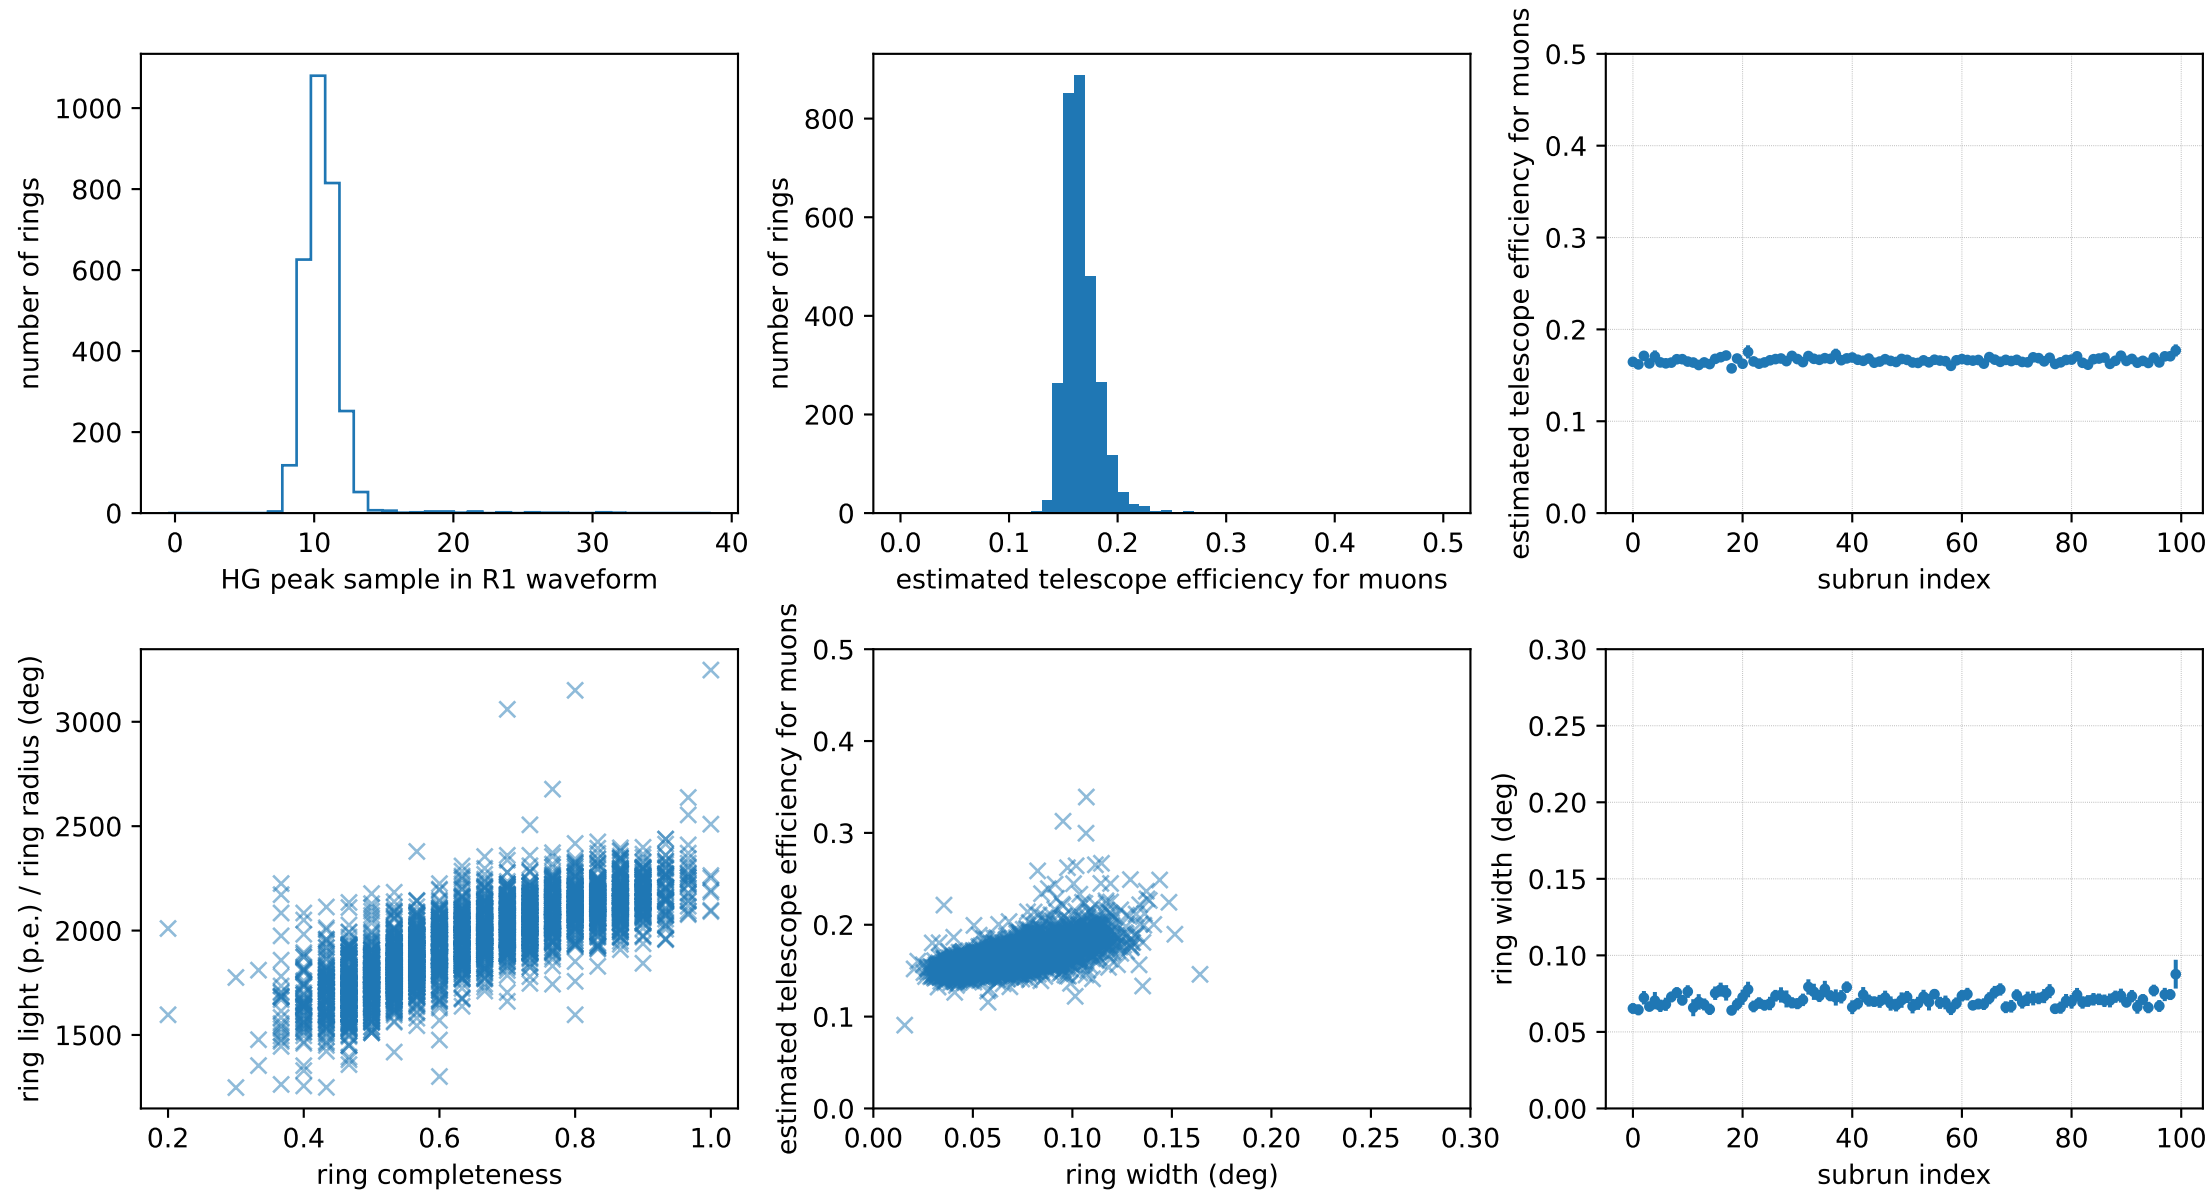 number of rings
1000
800
600
400
200
0
0 10 20 30 40
HG peak sample in R1 waveform
number of rings
800
600
400
200
0
0.0 0.1 0.2 0.3 0.4 0.5
estimated telescope efficiency for muons
estimated telescope efficiency for muons
0.5
0.4
0.3
0.2
0.1
0.0
0 20 40 60 80 100
subrun index
ring light (p.e.) / ring radius (deg)
3000
2500
2000
1500
0.2 0.4 0.6 0.8 1.0
ring completeness
estimated telescope efficiency for muons
0.5
0.4
0.3
0.2
0.1
0.0
0.00 0.05 0.10 0.15 0.20 0.25 0.30
ring width (deg)
ring width (deg)
0.30
0.25
0.20
0.15
0.10
0.05
0.00
0 20 40 60 80 100
subrun index